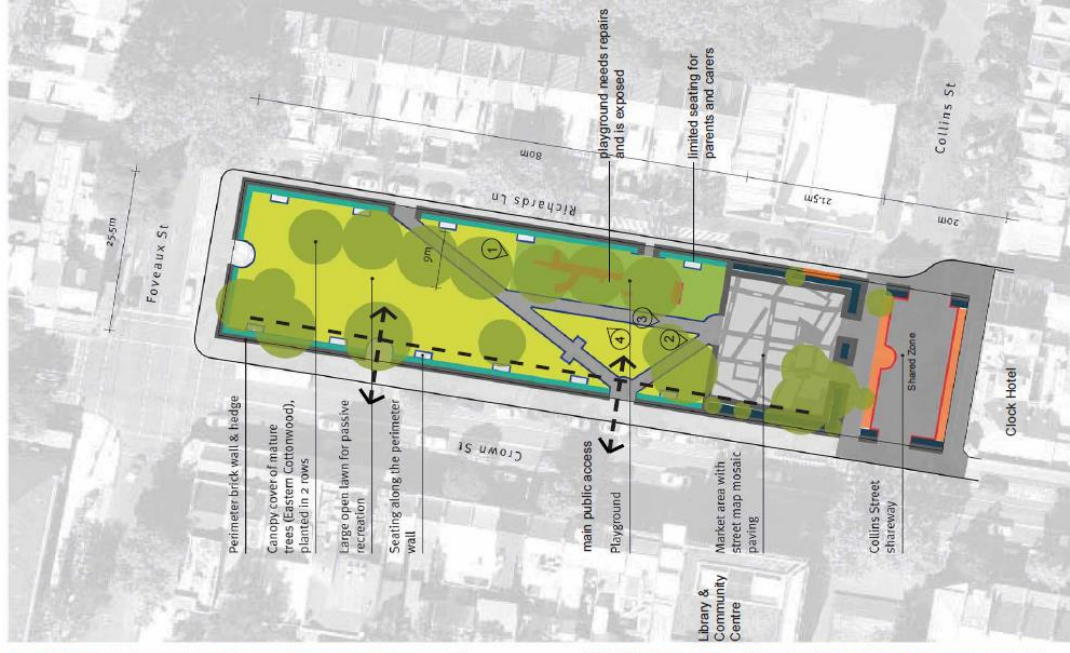 25.5m
Foveaux St
80m
Richards Ln
9m
1
3
4
2
playground needs repairs
and is exposed
limited seating for
parents and carers
21.5m
20m
Collins St
Perimeter brick wall & hedge
Canopy cover of mature
trees (Eastern Cottonwood),
planted in 2 rows
Large open lawn for passive
recreation
Seating along the perimeter
wall
Crown St
main public access
Playground
Market area with
street map mosaic
paving
Library &
Community
Centre
Collins Street
shareway
Shared Zone
Clock Hotel